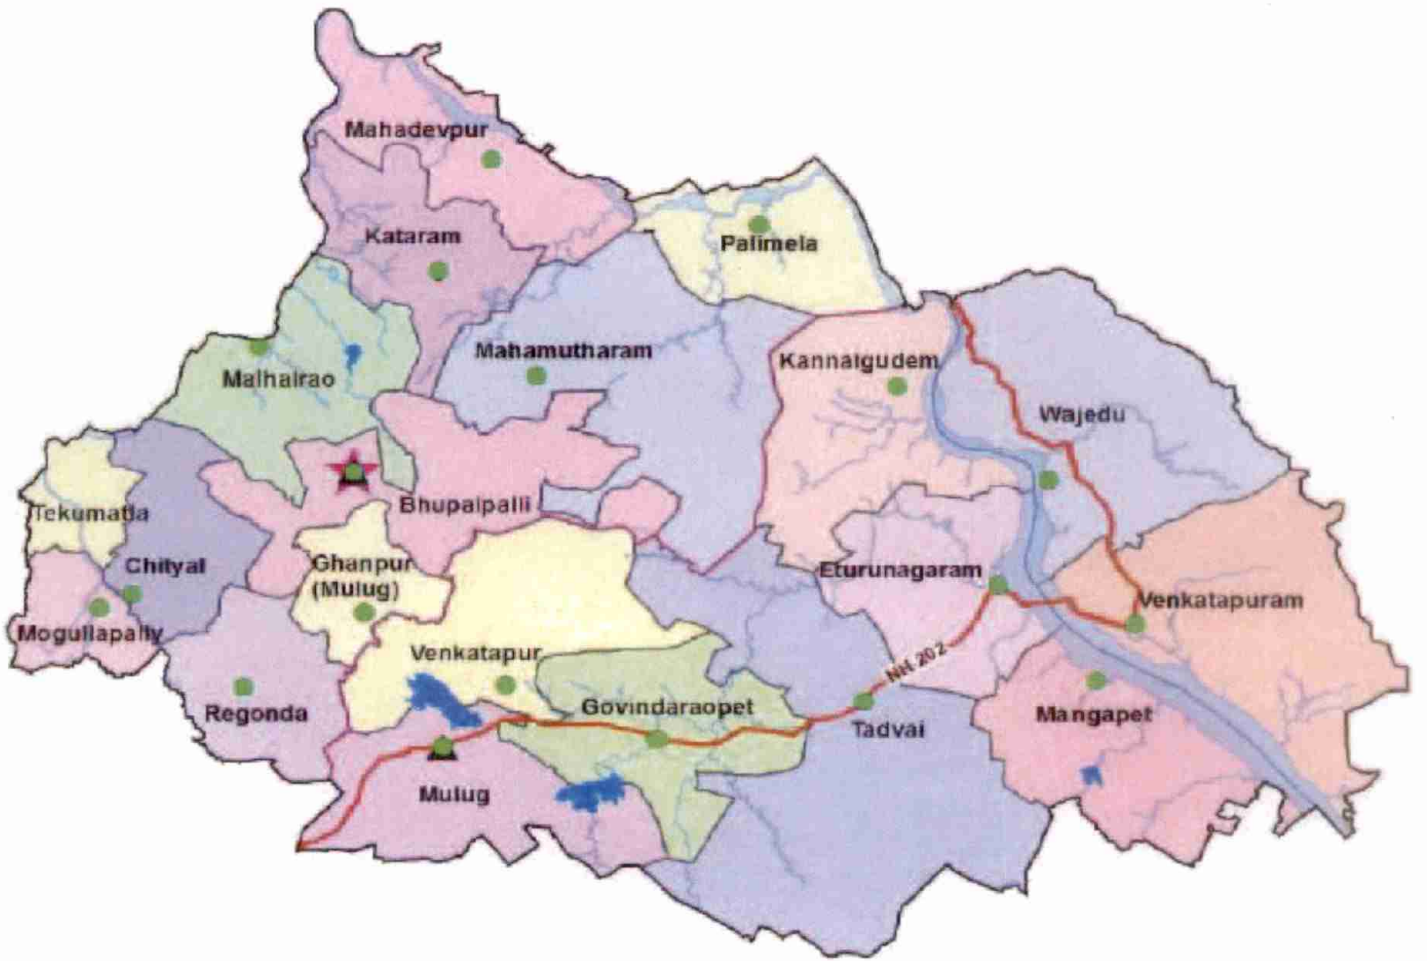 Mahadevpur
Kataram
Palimela
Mahamutharam
Kannaigudem
Malhairao
Wajedu
Bhupalpalli
Tekumatla
Chityal
Ghanpur
(Mulug)
Eturunagaram
Venkatapuram
Mogullapally
Venkatapur
NH 202
Regonda
Govindaraopet
Tadvai
Mangapet
Mulug